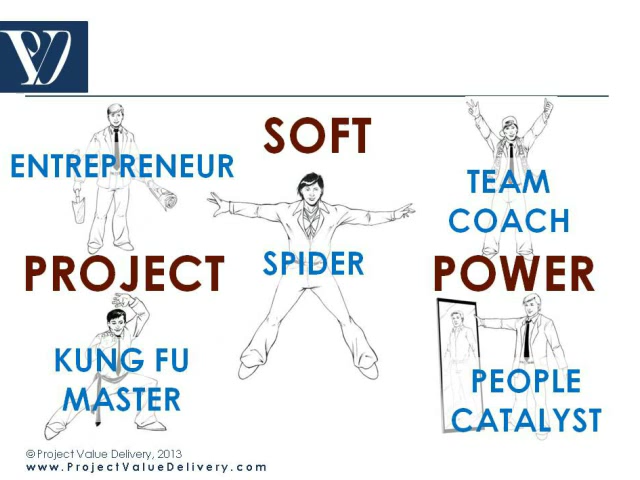 SOFT
ENTREPRENEUR
TEAM
COACH
PROJECT
SPIDER
POWER
KUNG FU
MASTER
PEOPLE
CATALYST
© Project Value Delivery, 2013
www.ProjectValueDelivery.com